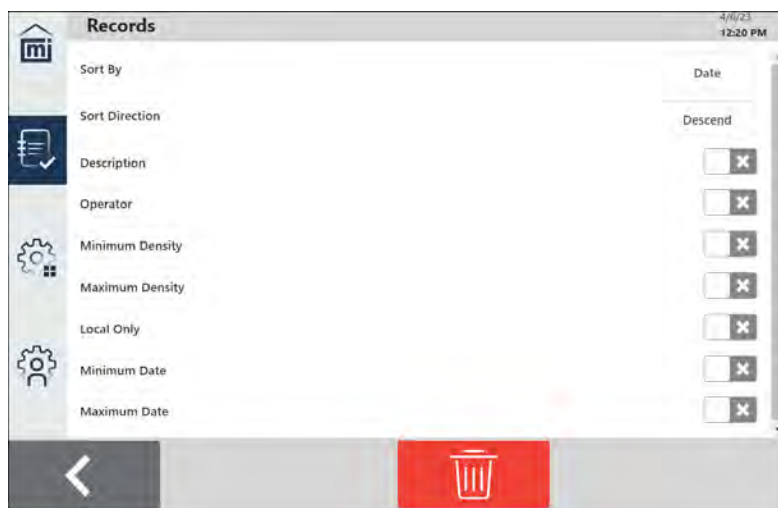 Records
4/6/23
12:20 PM
mi
Sort By
Date
Sort Direction
Descend
Description
Operator
Minimum Density
Maximum Density
Local Only
Minimum Date
Maximum Date